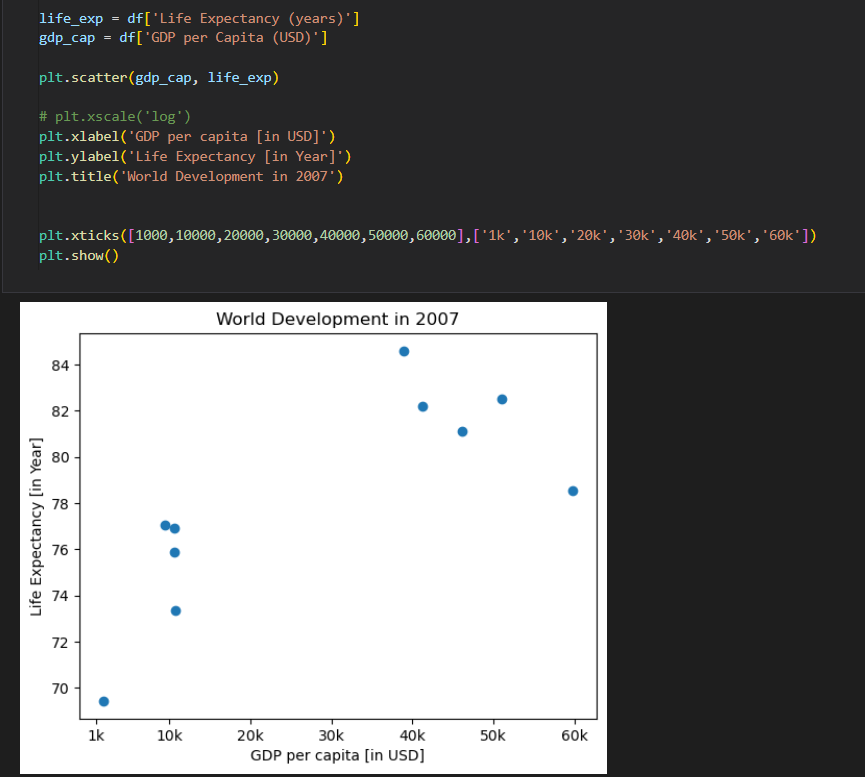 life_exp = df['Life Expectancy (years)']
gdp_cap = df['GDP per Capita (USD)']
plt.scatter(gdp_cap, life_exp)
# plt.xscale('log')
plt.xlabel('GDP per capita [in USD]')
plt.ylabel('Life Expectancy [in Year]')
plt.title('World Development in 2007')
plt.xticks([1000,10000,20000,30000,40000,50000,60000],['1k','10k','20k','30k','40k','50k','60k'])
plt.show()
World Development in 2007
84
82
80
78
76
74
72
70
Life Expectancy [in Year]
1k 10k 20k 30k 40k 50k 60k
GDP per capita [in USD]